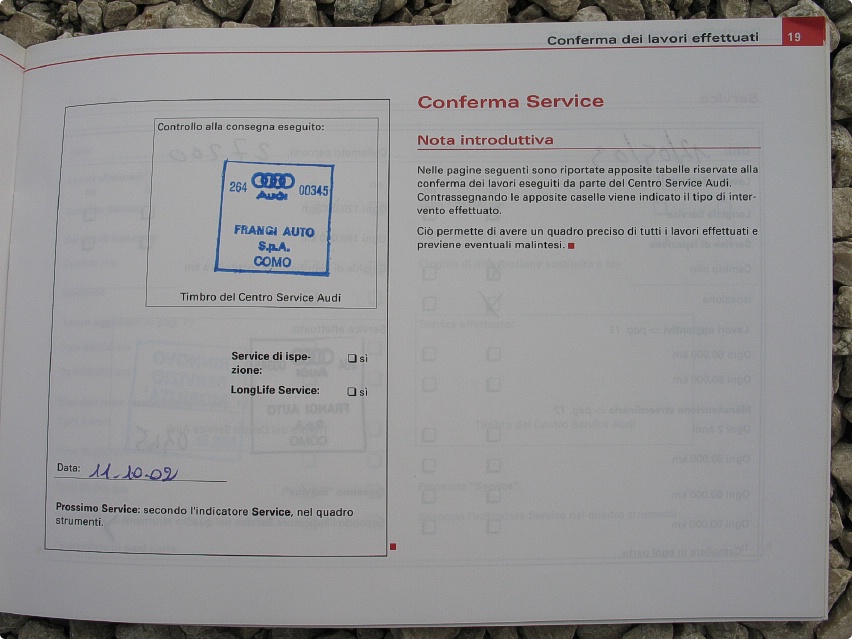 Conferma dei lavori effettuati 19
Controllo alla consegna eseguito:
264 Audi 00345
FRANGI AUTO
S.p.A.
COMO
Timbro del Centro Service Audi
Service di ispe-
zione:
❑ sì
LongLife Service: ❑ sì
Data: 11-10-02
Prossimo Service: secondo l'indicatore Service, nel quadro
strumenti.
Conferma Service
Nota introduttiva
Nelle pagine seguenti sono riportate apposite tabelle riservate alla
conferma dei lavori eseguiti da parte del Centro Service Audi.
Contrassegnando le apposite caselle viene indicato il tipo di inter-
vento effettuato.
Ciò permette di avere un quadro preciso di tutti i lavori effettuati e
previene eventuali malintesi.